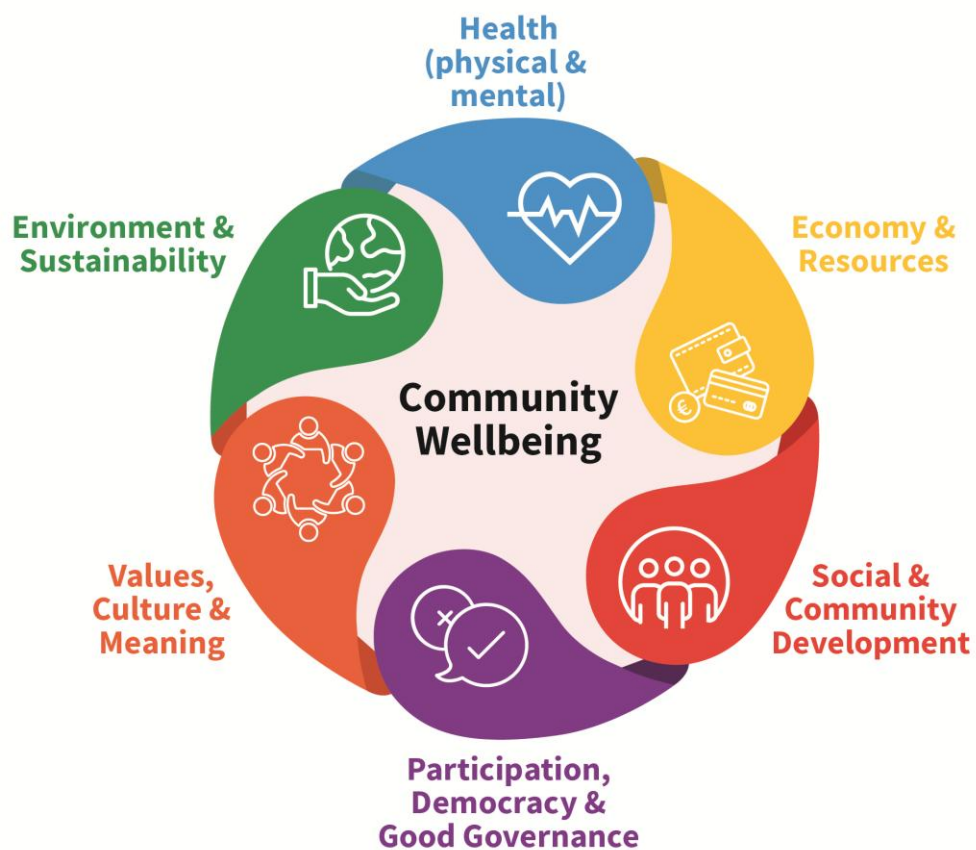 Health
(physical &
mental)
Economy &
Resources
Social &
Community
Development
Participation,
Democracy &
Good Governance
Values,
Culture &
Meaning
Environment &
Sustainability
Community
Wellbeing
€